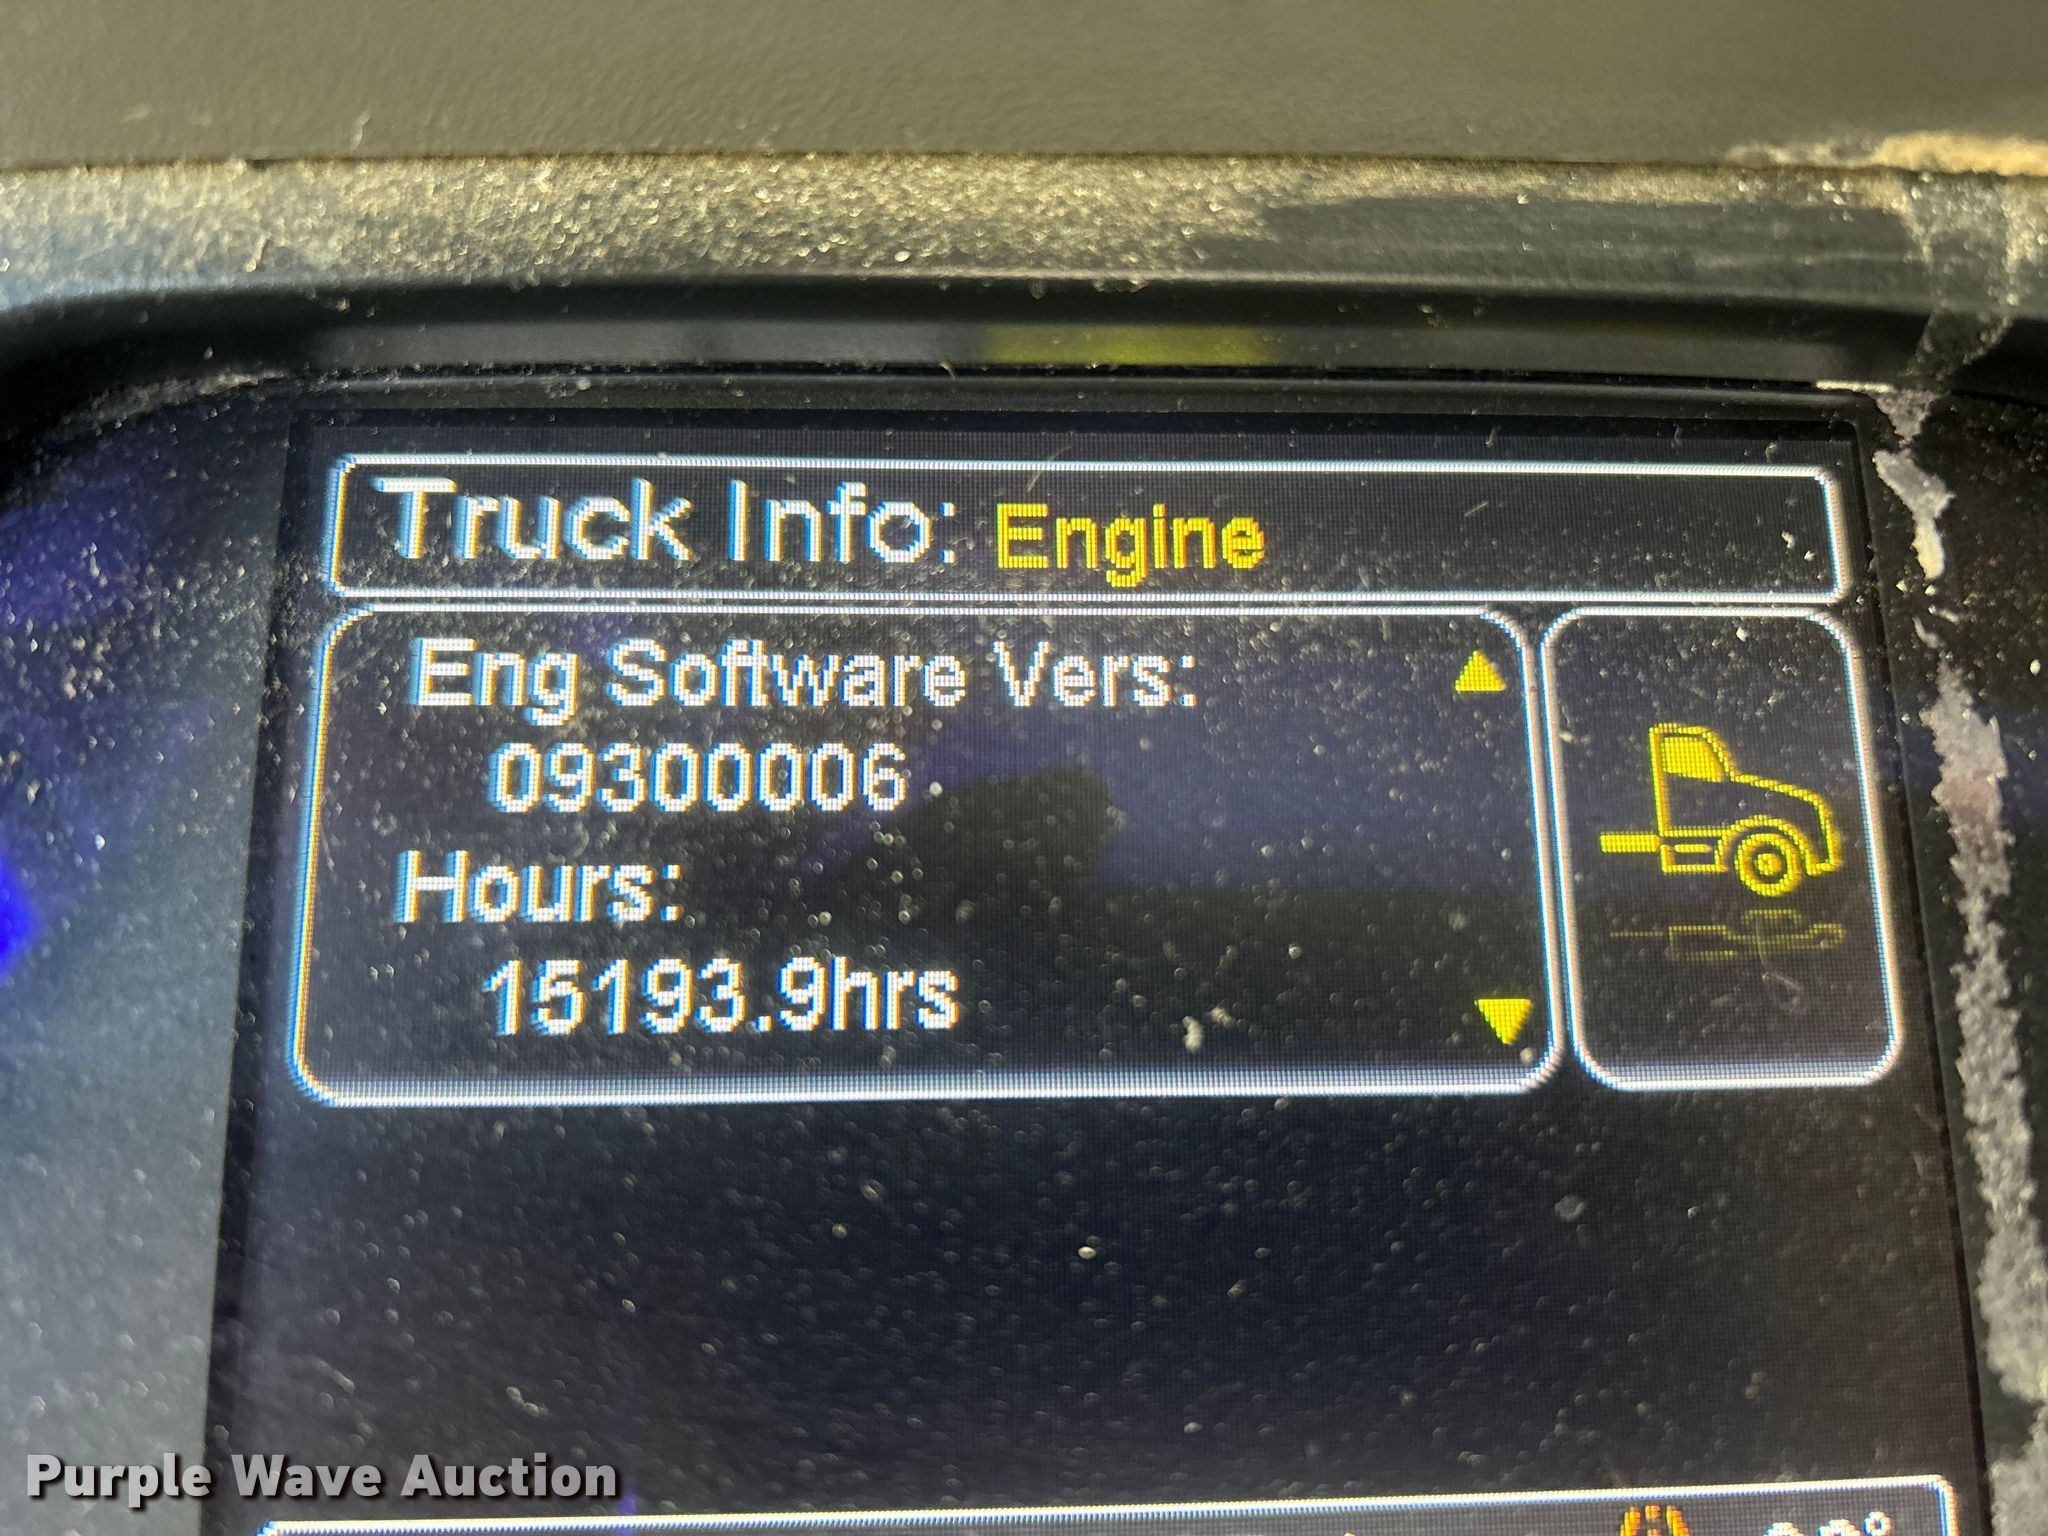 Truck Info: Engine
Eng Software Vers:
09300006
Hours:
15193.9hrs
Purple Wave Auction